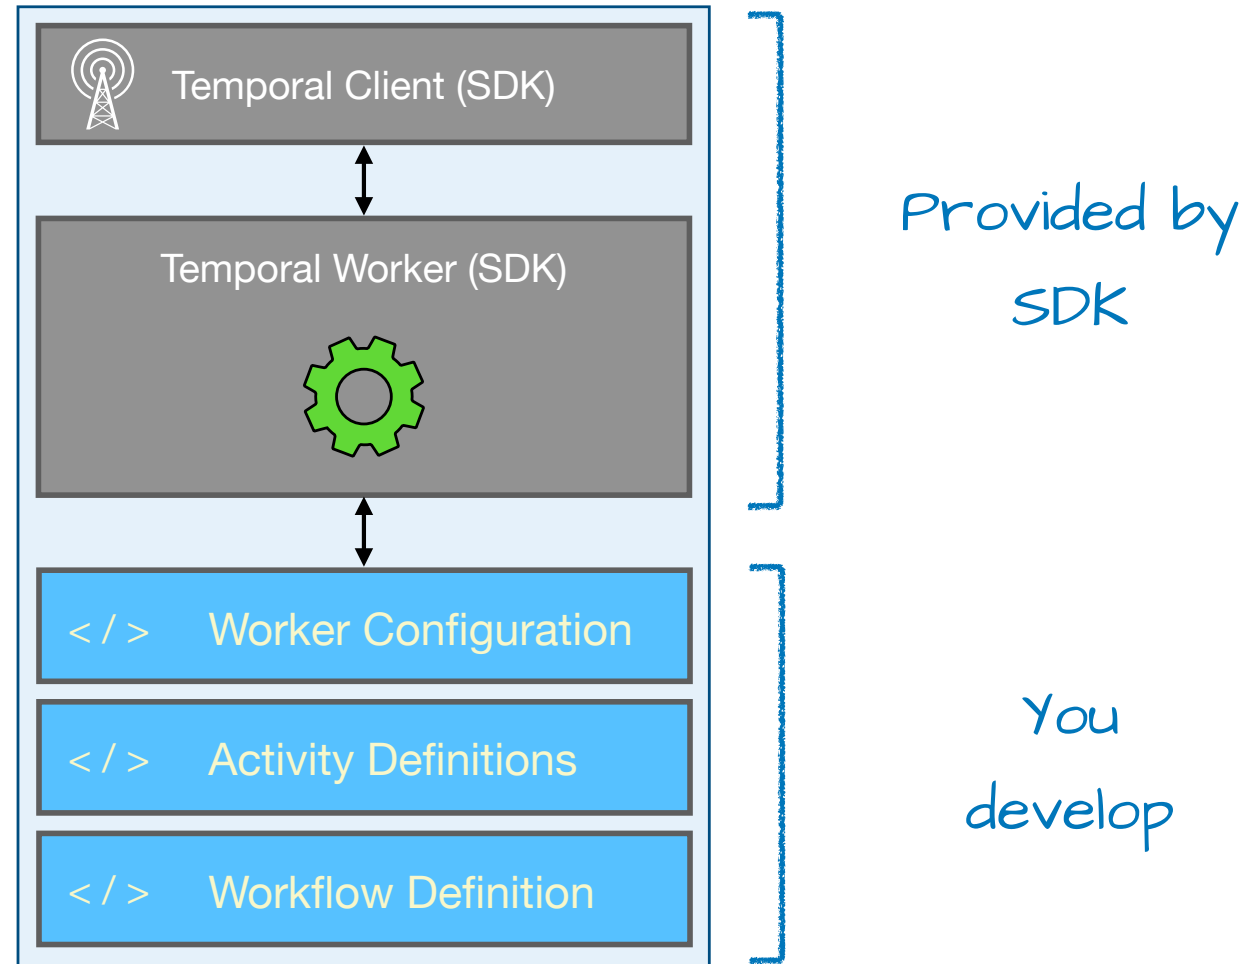 Temporal Client (SDK)
Temporal Worker (SDK)
Provided by
SDK
</> Worker Configuration
</> Activity Definitions
</> Workflow Definition
You
develop